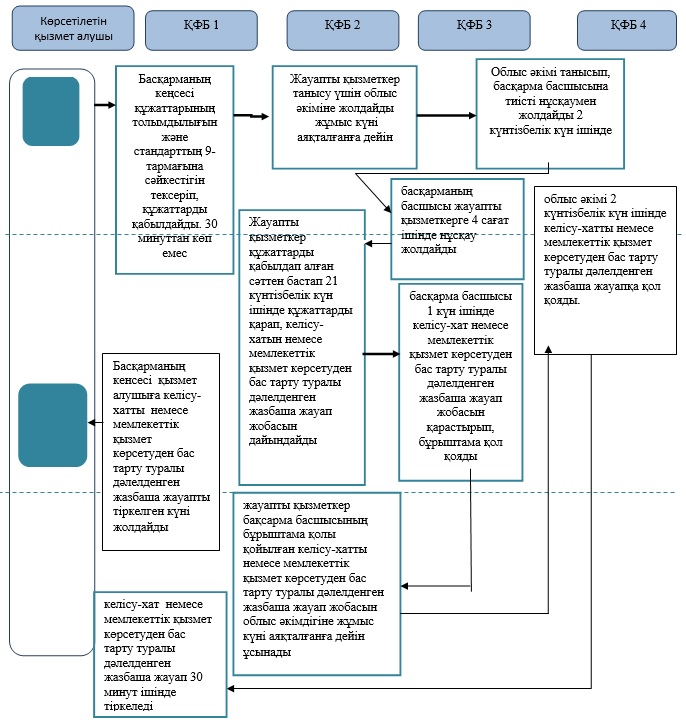 Көрсетілетін
қызмет алушы
ҚФБ 1
ҚФБ 2
ҚФБ 3
ҚФБ 4
Басқарманың
кеңсесі
құжаттарының
толымдылығын
және
стандарттың 9-
тармағына
сәйкестігін
тексеріп,
құжаттарды
қабылдайды. 30
минуттан көп
емес
Жауапты қызметкер
танысу үшін облыс
әкіміне жолдайды
жұмыс күні
аяқталғанға дейін
Облыс әкімі танысып,
басқарма басшысына
тиісті нұсқаумен
жолдайды 2
күнтізбелік күн ішінде
басқарманың
басшысы жауапты
қызметкерге 4 сағат
ішінде нұсқау
жолдайды
облыс әкімі 2
күнтізбелік күн ішінде
келісу-хатты немесе
мемлекеттік қызмет
көрсетуден бас тарту
туралы дәлелденген
жазбаша жауапқа қол
қояды.
Жауапты
қызметкер
құжаттарды
қабылдап алған
сәттен бастап 21
күнтізбелік күн
ішінде құжаттарды
қарап, келісу-
хатын немесе
мемлекеттік
қызмет көрсетуден
бас тарту туралы
дәлелденген
жазбаша жауап
жобасын
дайындайды
басқарма басшысы
1 күн ішінде
келісу-хат немесе
мемлекеттік
қызмет көрсетуден
бас тарту туралы
дәлелденген
жазбаша жауап
жобасын
қарастырып,
бұрыштама қол
қояды
Басқарманың
кенсесі қызмет
алушыға келісу-
хатты немесе
мемлекеттік
қызмет
көрсетуден бас
тарту туралы
дәлелденген
жазбаша жауапты
тіркелген күні
жолдайды
жауапты қызметкер
бақсарма басшысының
бұрыштама қолы
қойылған келісу-хатты
немесе мемлекеттік
қызмет көрсетуден бас
тарту туралы дәлелденген
жазбаша жауап жобасын
облыс әкімдігіне жұмыс
күні аяқталғанға дейін
ұсынады
келісу-хат немесе
мемлекеттік қызмет
көрсетуден бас
тарту туралы
дәлелденген
жазбаша жауап 30
минут ішінде
тіркеледі